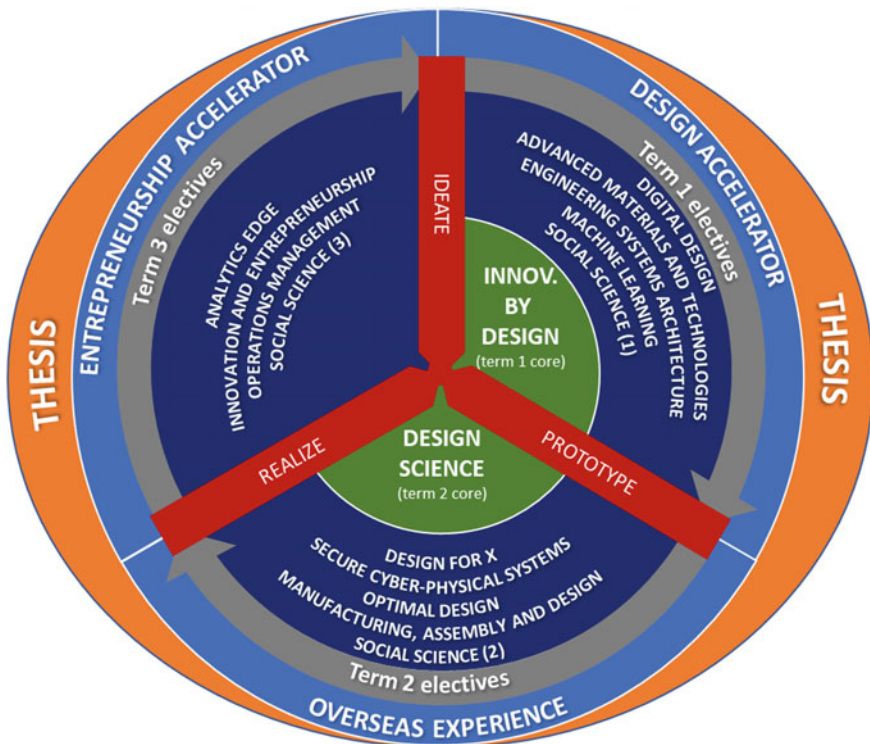 ENTREPRENEURSHIP ACCELERATOR
DESIGN ACCELERATOR
OVERSEAS EXPERIENCE
THESIS
THESIS
Term 1 electives
DIGITAL DESIGN
ADVANCED MATERIALS AND TECHNOLOGIES
ENGINEERING SYSTEMS ARCHITECTURE
MACHINE LEARNING
SOCIAL SCIENCE (1)
Term 3 electives
ANALYTICS EDGE
INNOVATION AND ENTREPRENEURSHIP
OPERATIONS MANAGEMENT
SOCIAL SCIENCE (3)
IDEATE
INNOV.
BY
DESIGN
(term 1 core)
REALIZE
PROTOTYPE
DESIGN
SCIENCE
(term 2 core)
DESIGN FOR X
SECURE CYBER-PHYSICAL SYSTEMS
OPTIMAL DESIGN
MANUFACTURING, ASSEMBLY AND DESIGN
SOCIAL SCIENCE (2)
Term 2 electives